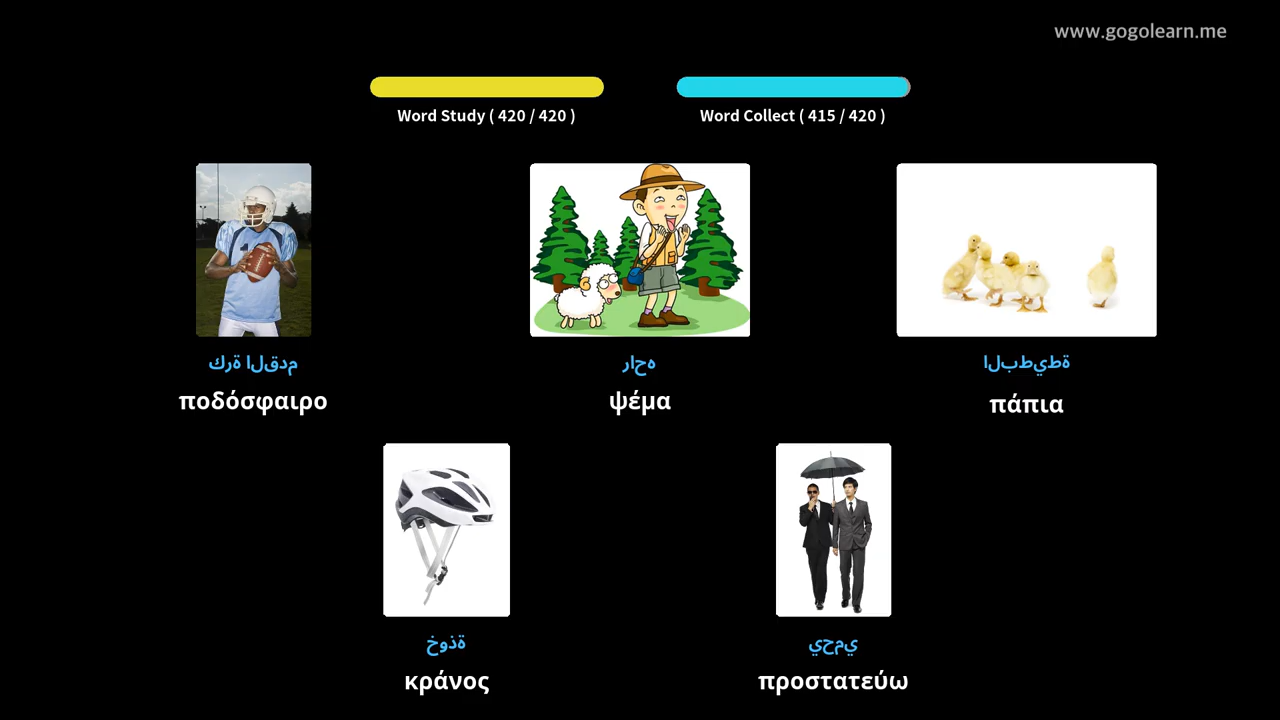 www.gogolearn.me
Word Study ( 420 / 420 )
Word Collect ( 415 / 420 )
كرة القدم
ποδόσφαιρο
راحه
ψέμα
البطيطة
πάπια
خوذة
κράνος
يحمي
προστατεύω